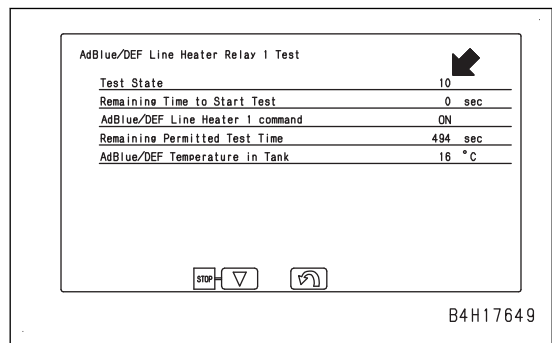 AdBlue/DEF Line Heater Relay 1 Test
Test State 10
Remaining Time to Start Test 0 sec
AdBlue/DEF Line Heater 1 command ON
Remaining Permitted Test Time 494 sec
AdBlue/DEF Temperature in Tank 16 °C
STOP
B4H17649